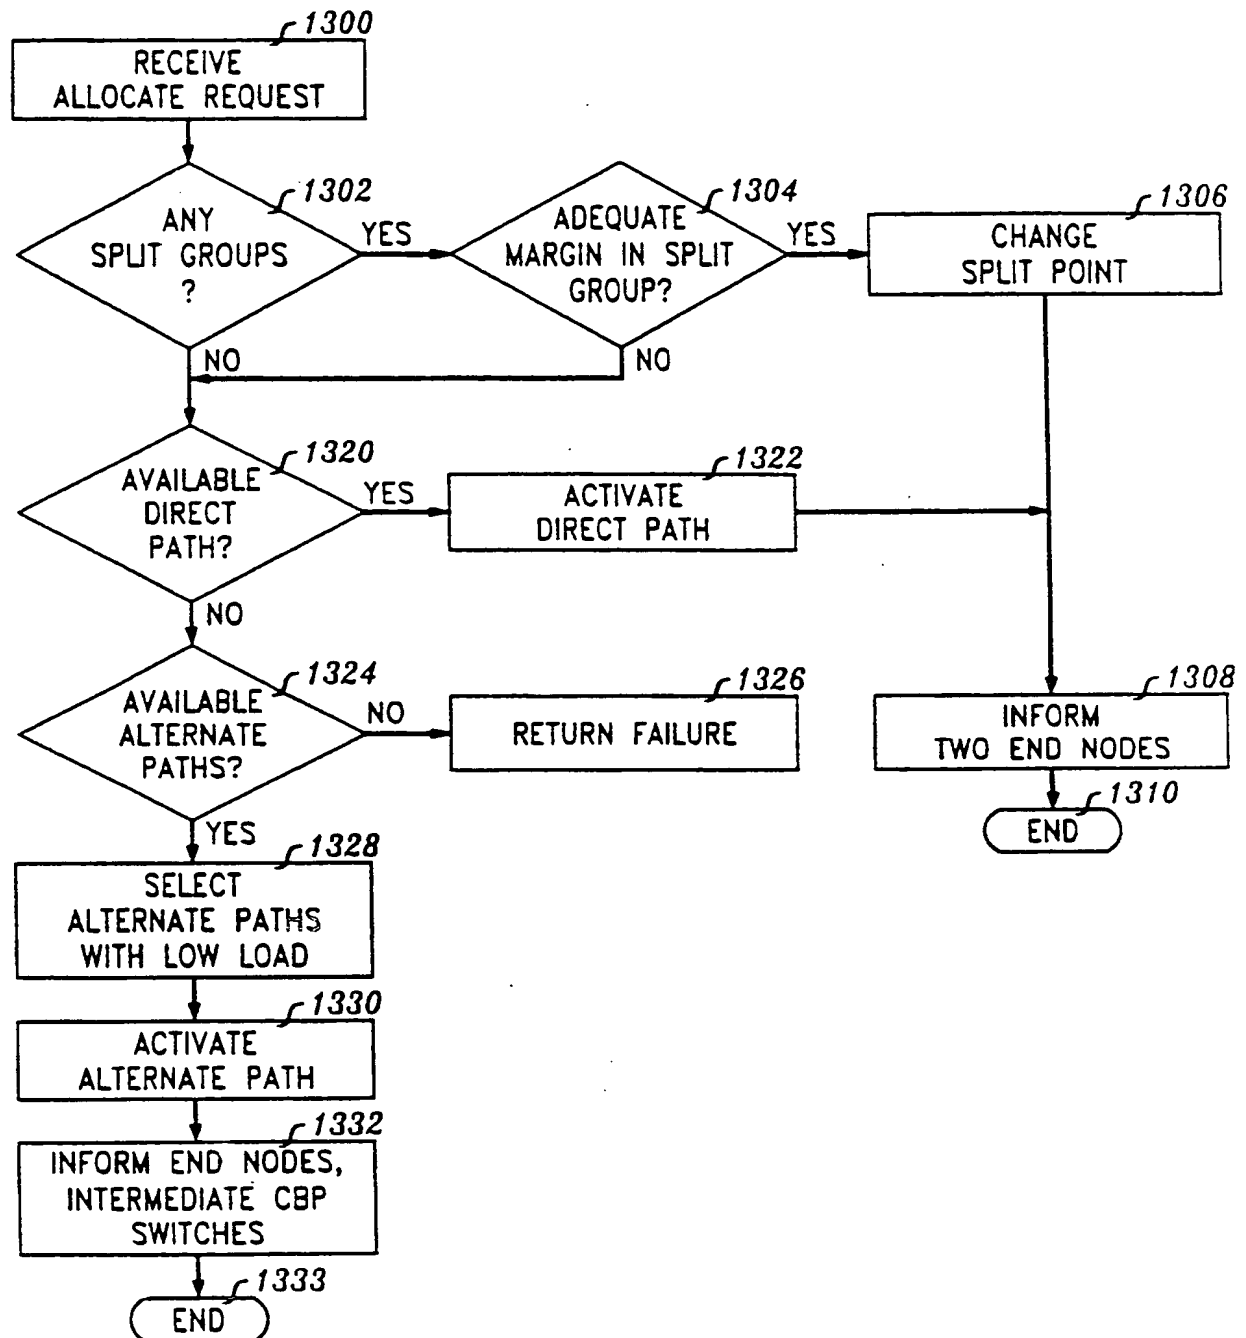 1300
RECEIVE
ALLOCATE REQUEST
1302
ANY
SPLIT GROUPS
?
YES
NO
1304
ADEQUATE
MARGIN IN SPLIT
GROUP?
YES
NO
1306
CHANGE
SPLIT POINT
1320
AVAILABLE
DIRECT
PATH?
YES
NO
1322
ACTIVATE
DIRECT PATH
1324
AVAILABLE
ALTERNATE
PATHS?
NO
YES
1326
RETURN FAILURE
1308
INFORM
TWO END NODES
1310
END
1328
SELECT
ALTERNATE PATHS
WITH LOW LOAD
1330
ACTIVATE
ALTERNATE PATH
1332
INFORM END NODES,
INTERMEDIATE CBP
SWITCHES
1333
END